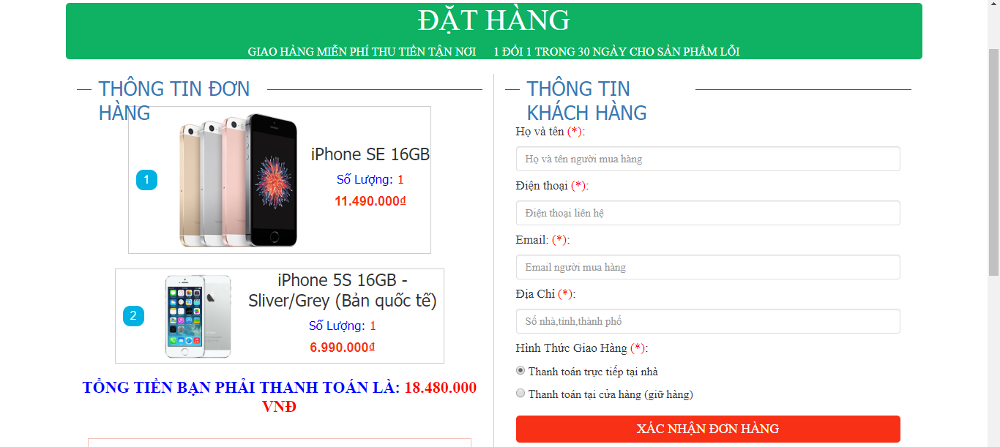 ĐẶT HÀNG
GIAO HÀNG MIỄN PHÍ THU TIỀN TẬN NƠI 1 ĐỔI 1 TRONG 30 NGÀY CHO SẢN PHẨM LỖI
THÔNG TIN ĐƠN
HÀNG
1
iPhone SE 16GB
Số Lượng: 1
11.490.000₫
2
iPhone 5S 16GB -
Sliver/Grey (Bản quốc tế)
Số Lượng: 1
6.990.000₫
TỔNG TIỀN BẠN PHẢI THANH TOÁN LÀ: 18.480.000
VNĐ
THÔNG TIN
KHÁCH HÀNG
Họ và tên (*):
Họ và tên người mua hàng
Điện thoại (*):
Điện thoại liên hệ
Email: (*):
Email người mua hàng
Địa Chỉ (*):
Số nhà,tỉnh,thành phố
Hình Thức Giao Hàng (*):
Thanh toán trực tiếp tại nhà
Thanh toán tại cửa hàng (giữ hàng)
XÁC NHẬN ĐƠN HÀNG